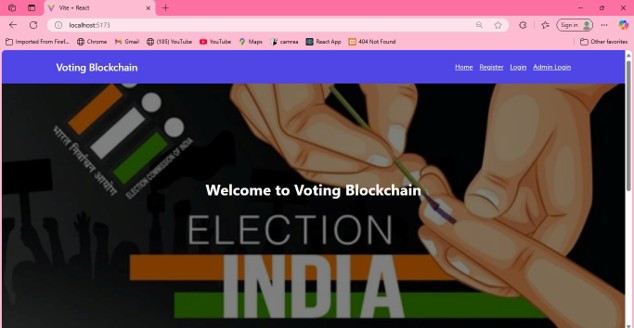 Vite + React
localhost:5173
Sign in
Imported From Firef... Chrome Gmail (105) YouTube YouTube Maps camrea React App 404 Not Found Other favorites
Voting Blockchain
Home Register Login Admin Login
भारत निर्वाचन आयोग
ELECTION COMMISSION OF INDIA
Welcome to Voting Blockchain
ELECTION
INDIA